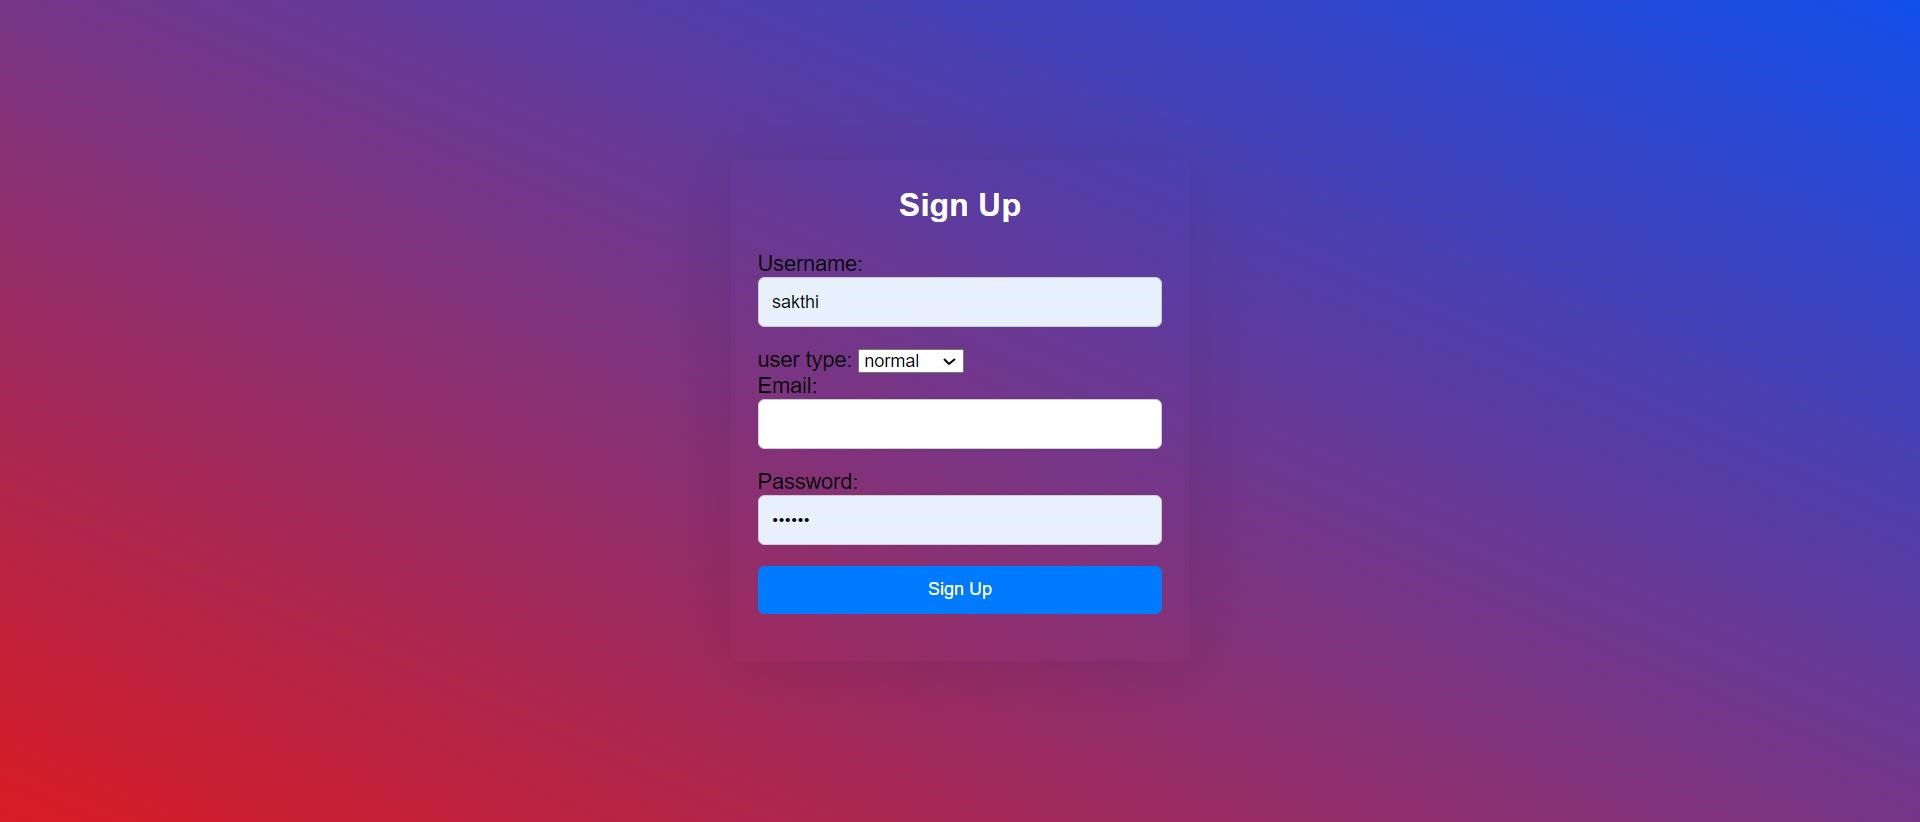 Sign Up
Username:
sakthi
user type: normal
Email:
Password:
••••••
Sign Up